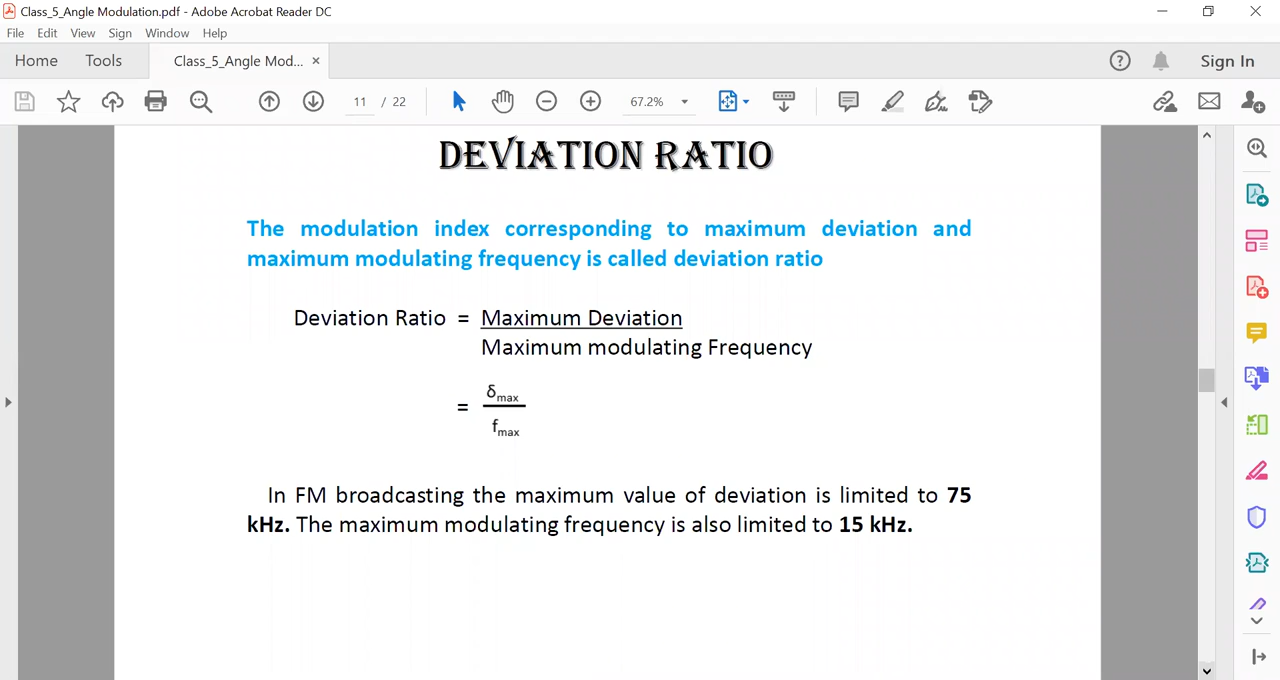 Class_5_Angle Modulation.pdf - Adobe Acrobat Reader DC
File Edit View Sign Window Help
Home Tools Class_5_Angle Mod... × Sign In
11 / 22 67.2%
DEVIATION RATIO
The modulation index corresponding to maximum deviation and
maximum modulating frequency is called deviation ratio
Deviation Ratio = Maximum Deviation
Maximum modulating Frequency
= δmax
fmax
In FM broadcasting the maximum value of deviation is limited to 75
kHz. The maximum modulating frequency is also limited to 15 kHz.